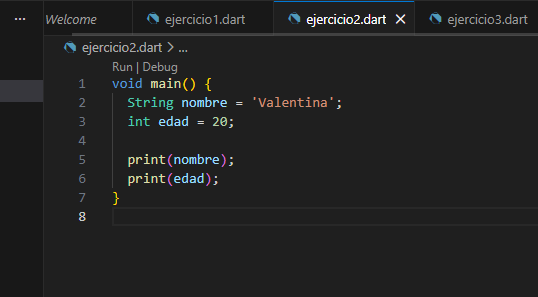 ... Welcome ejercicio1.dart ejercicio2.dart ejercicio3.dart
ejercicio2.dart > ...
Run | Debug
1 void main() {
2   String nombre = 'Valentina';
3   int edad = 20;
4
5   print(nombre);
6   print(edad);
7 }
8